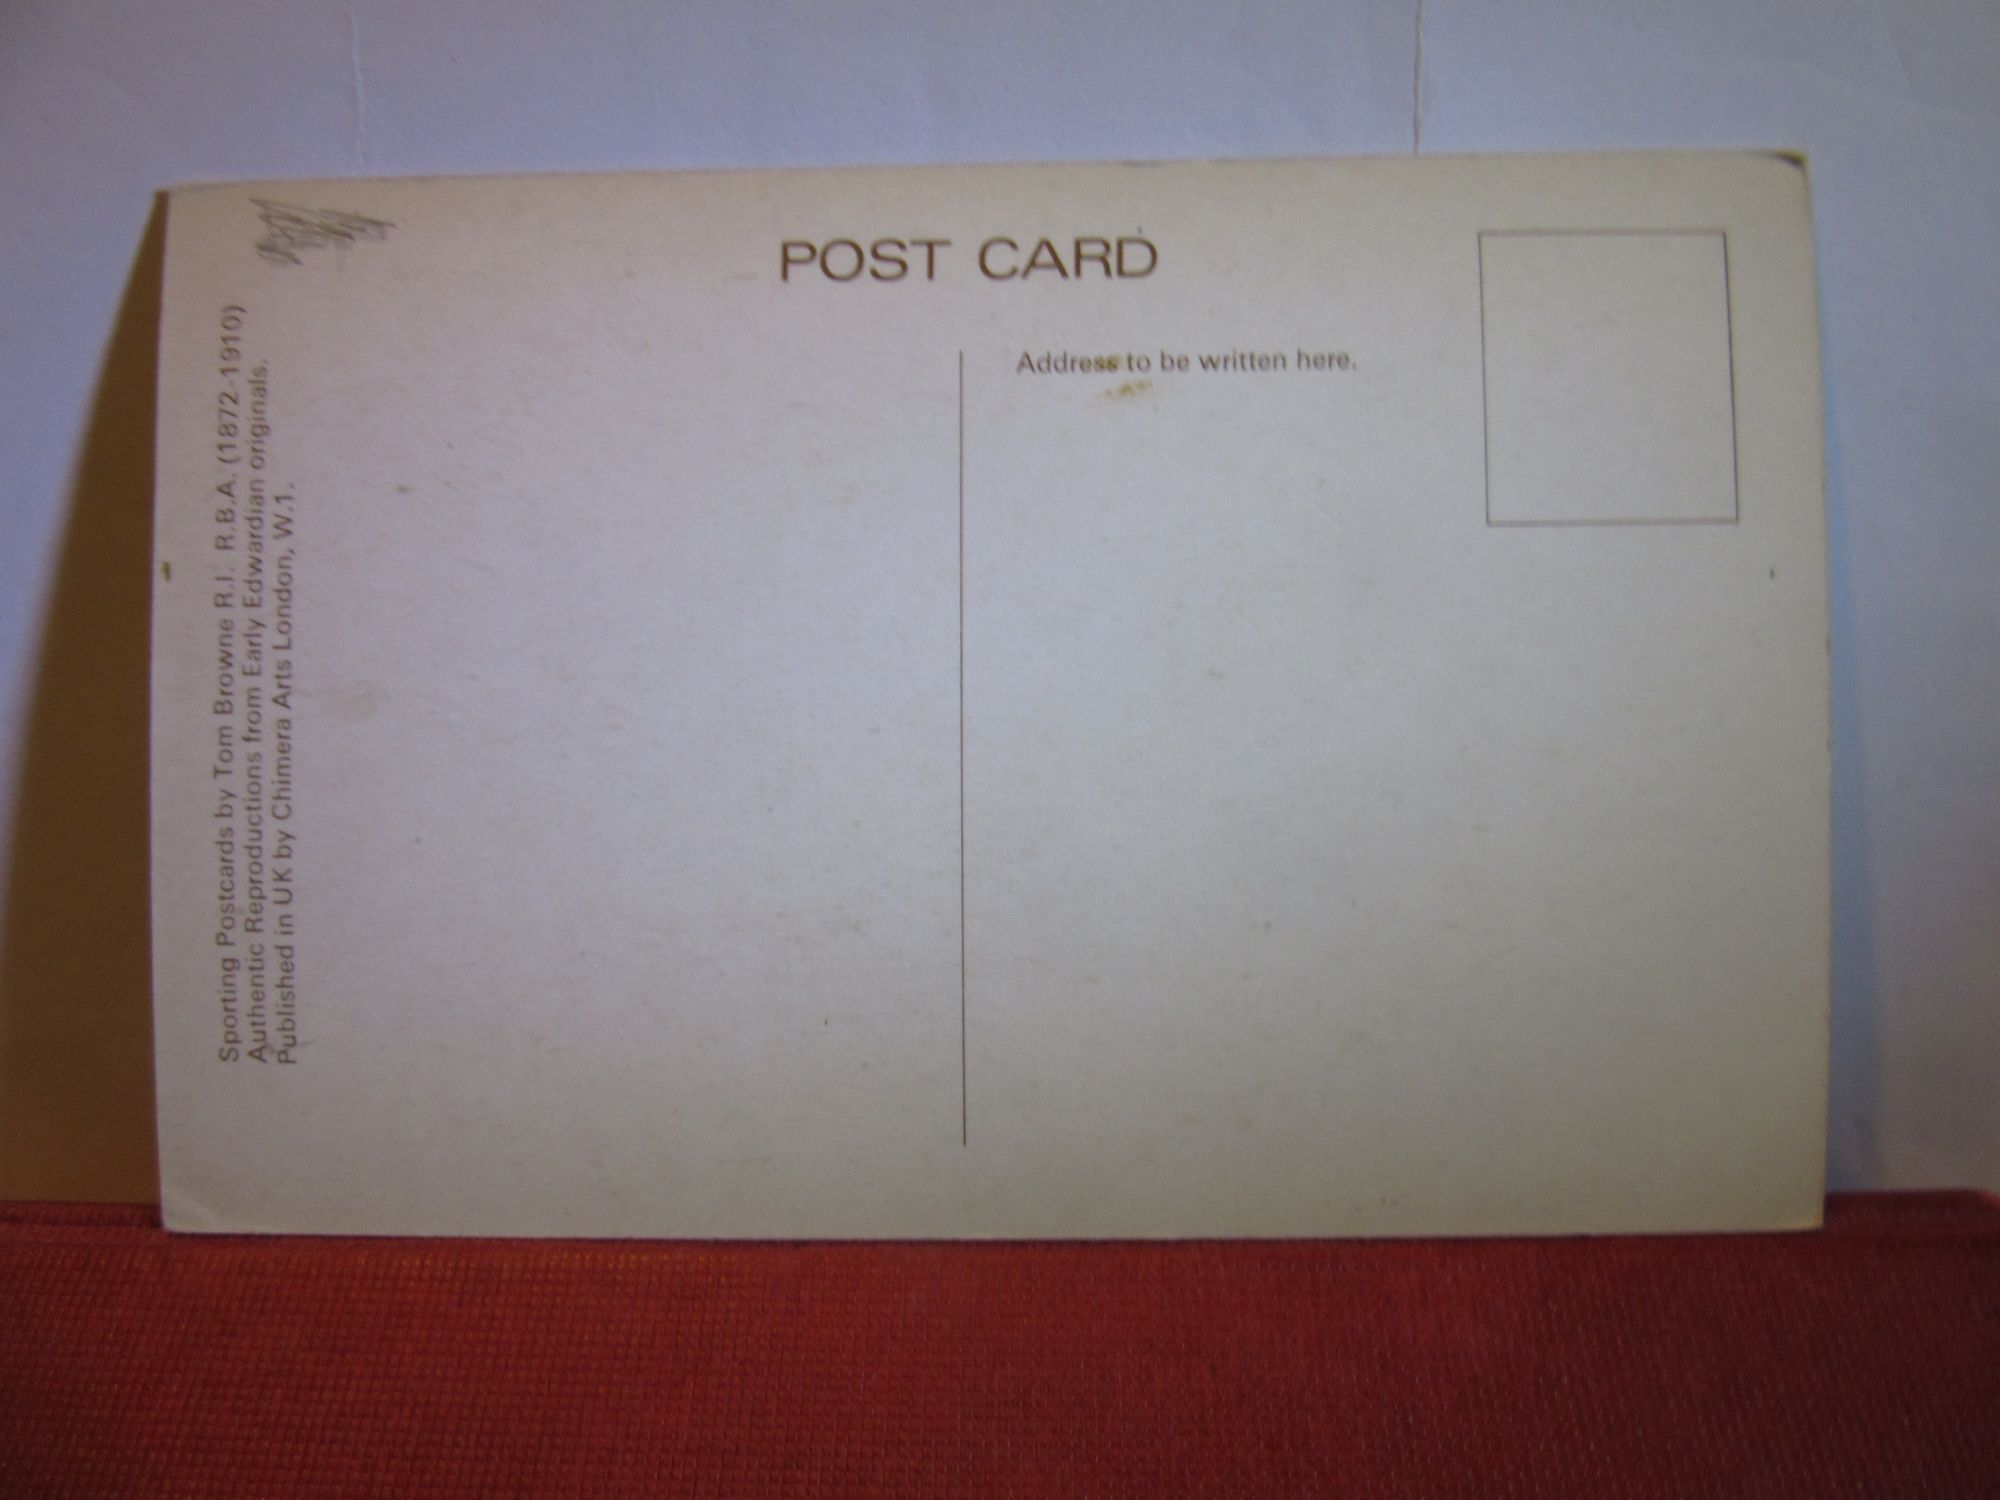 POST CARD
Address to be written here.
Sporting Postcards by Tom Browne R.I. R.B.A. (1872-1910)
Authentic Reproductions from Early Edwardian originals.
Published in UK by Chimera Arts London, W.1.